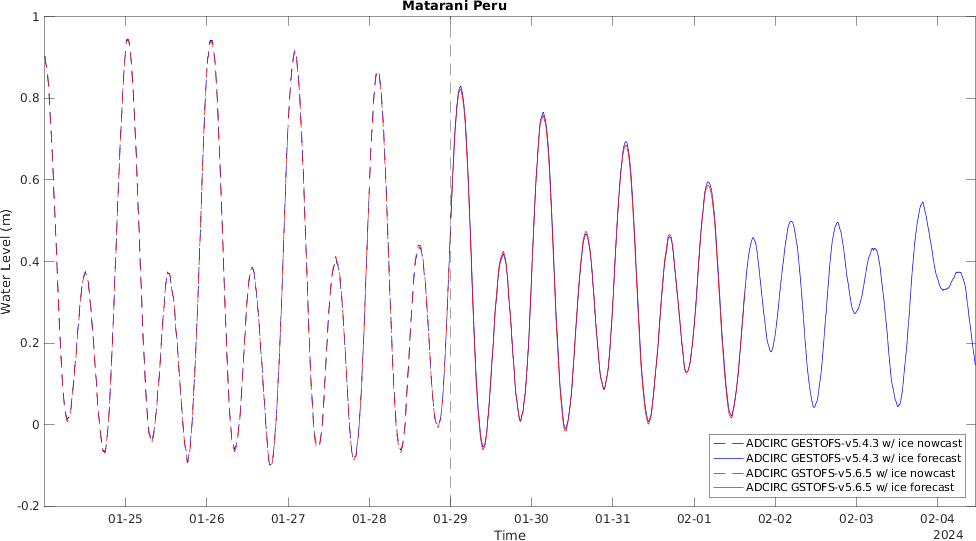 Matarani Peru
1
0.8
0.6
0.4
0.2
0
-0.2
Water Level (m)
01-25 01-26 01-27 01-28 01-29 01-30 01-31 02-01 02-02 02-03 02-04
2024
Time
ADCIRC GESTOFS-v5.4.3 w/ ice nowcast
ADCIRC GESTOFS-v5.4.3 w/ ice forecast
ADCIRC GSTOFS-v5.6.5 w/ ice nowcast
ADCIRC GSTOFS-v5.6.5 w/ ice forecast